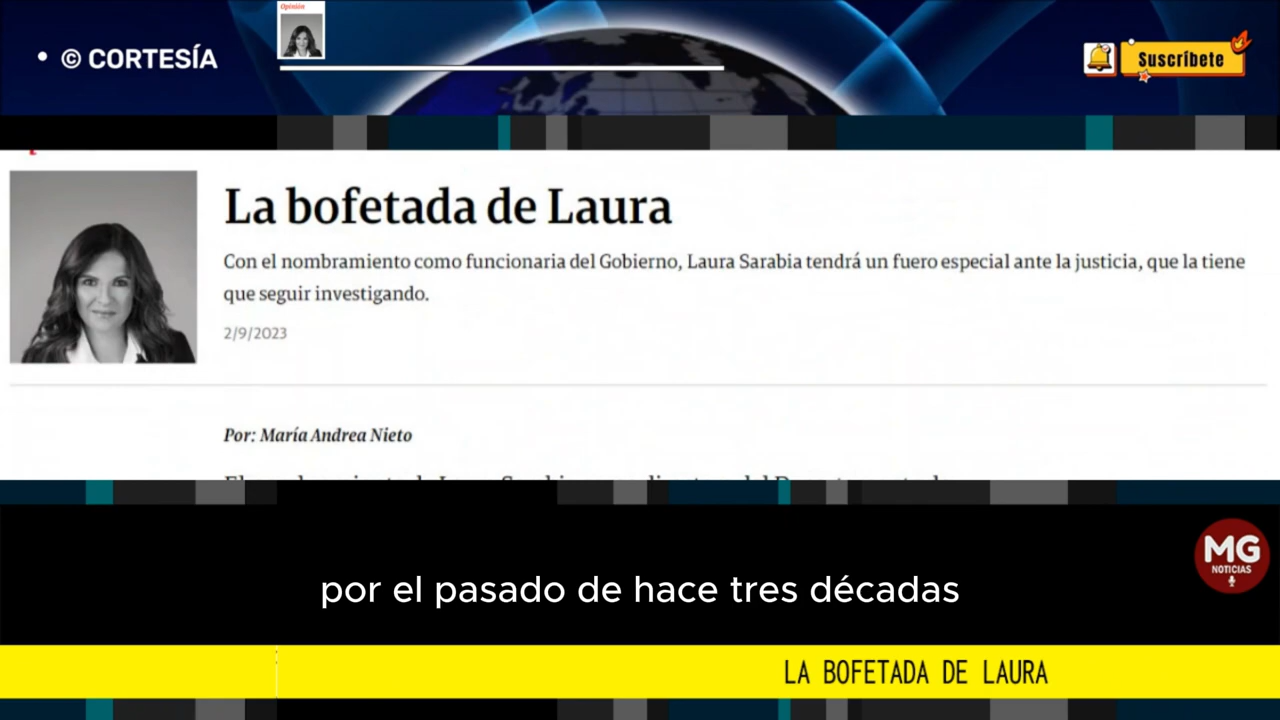 Opinión
• © CORTESÍA
Suscríbete
La bofetada de Laura
Con el nombramiento como funcionaria del Gobierno, Laura Sarabia tendrá un fuero especial ante la justicia, que la tiene
que seguir investigando.
2/9/2023
Por: María Andrea Nieto
MG
NOTICIAS
por el pasado de hace tres décadas
LA BOFETADA DE LAURA